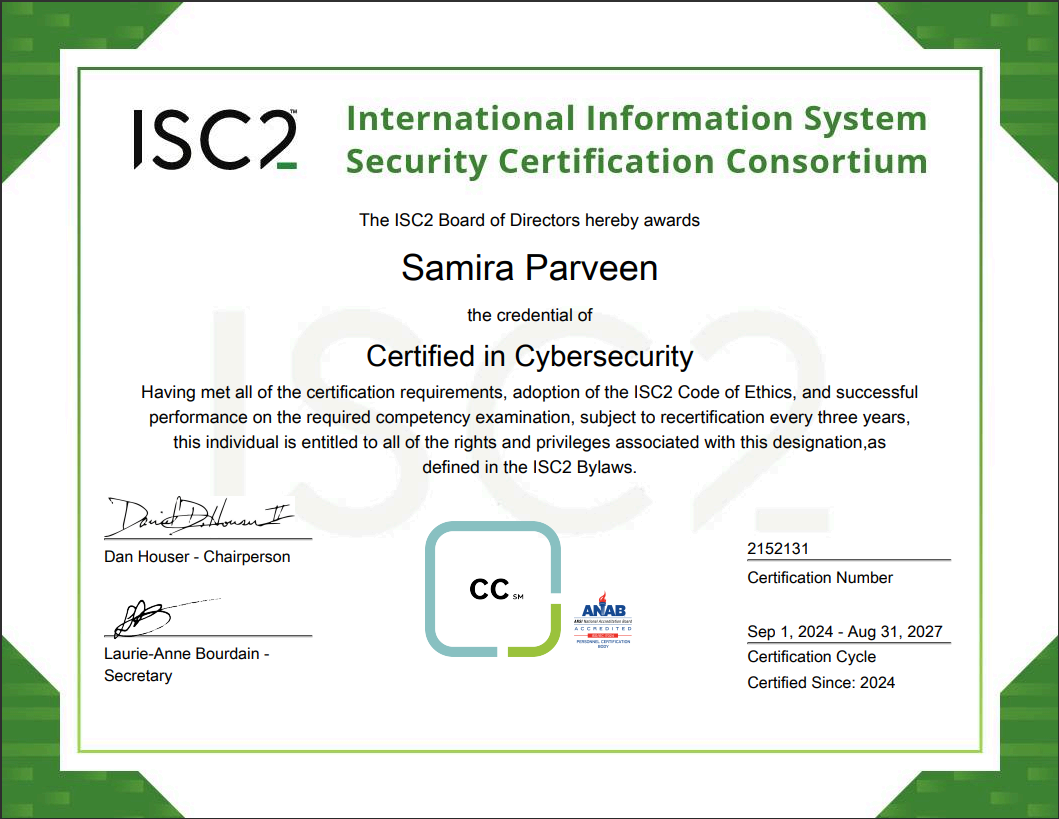 ISC2™
International Information System
Security Certification Consortium
The ISC2 Board of Directors hereby awards
Samira Parveen
the credential of
Certified in Cybersecurity
Having met all of the certification requirements, adoption of the ISC2 Code of Ethics, and successful
performance on the required competency examination, subject to recertification every three years,
this individual is entitled to all of the rights and privileges associated with this designation,as
defined in the ISC2 Bylaws.
Dan Houser - Chairperson
Laurie-Anne Bourdain -
Secretary
CC SM
ANAB
ANSI National Accreditation Board
ACCREDITED
PERSONNEL CERTIFICATION
BODY
2152131
Certification Number
Sep 1, 2024 - Aug 31, 2027
Certification Cycle
Certified Since: 2024